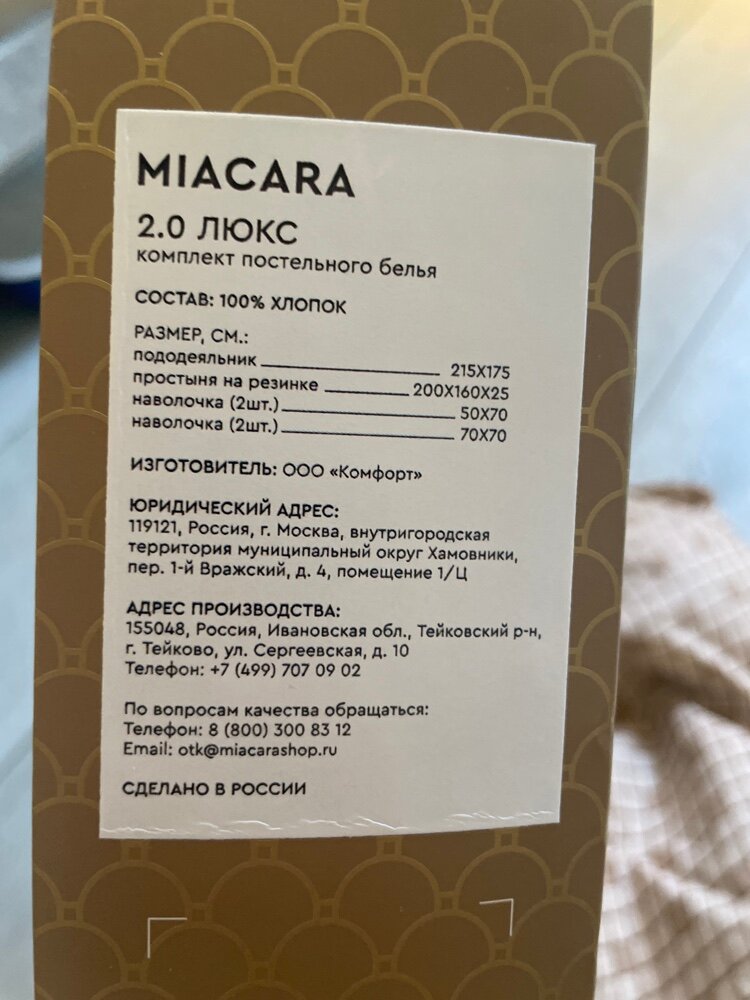 MIACARA
2.0 ЛЮКС
комплект постельного белья
СОСТАВ: 100% ХЛОПОК
РАЗМЕР, СМ.:
пододеяльник 215X175
простыня на резинке 200X160X25
наволочка (2шт.) 50X70
наволочка (2шт.) 70X70
ИЗГОТОВИТЕЛЬ: ООО «Комфорт»
ЮРИДИЧЕСКИЙ АДРЕС:
119121, Россия, г. Москва, внутригородская
территория муниципальный округ Хамовники,
пер. 1-й Вражский, д. 4, помещение 1/Ц
АДРЕС ПРОИЗВОДСТВА:
155048, Россия, Ивановская обл., Тейковский р-н,
г. Тейково, ул. Сергеевская, д. 10
Телефон: +7 (499) 707 09 02
По вопросам качества обращаться:
Телефон: 8 (800) 300 83 12
Email: otk@miacarashop.ru
СДЕЛАНО В РОССИИ